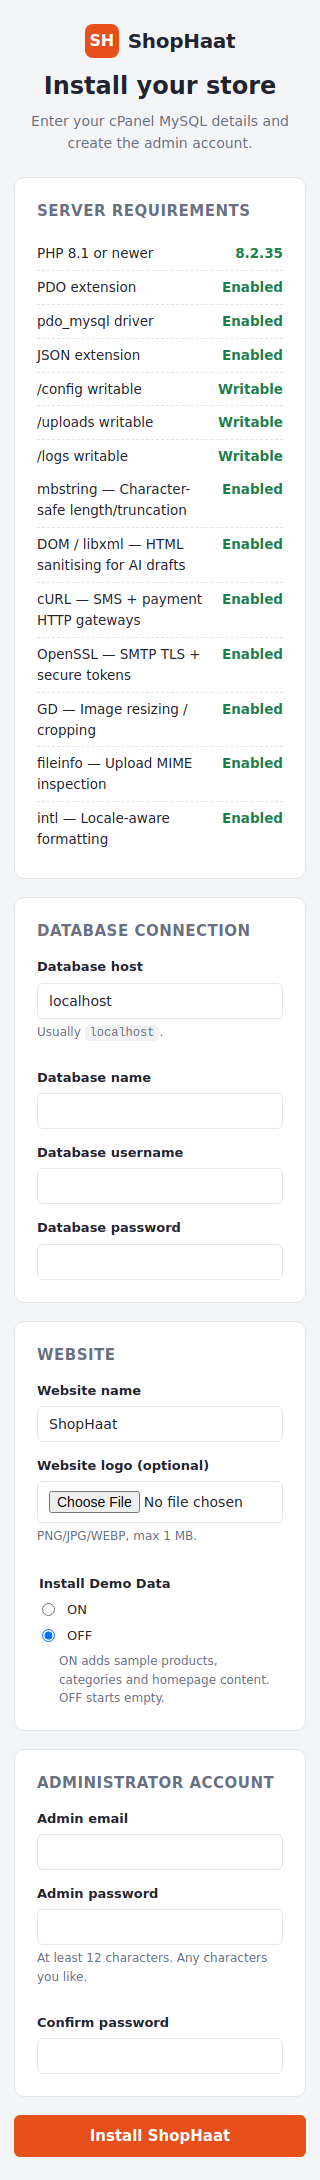 SH ShopHaat
Install your store
Enter your cPanel MySQL details and
create the admin account.
SERVER REQUIREMENTS
PHP 8.1 or newer 8.2.35
PDO extension Enabled
pdo_mysql driver Enabled
JSON extension Enabled
/config writable Writable
/uploads writable Writable
/logs writable Writable
mbstring — Character- Enabled
safe length/truncation
DOM / libxml — HTML Enabled
sanitising for AI drafts
cURL — SMS + payment Enabled
HTTP gateways
OpenSSL — SMTP TLS + Enabled
secure tokens
GD — Image resizing / Enabled
cropping
fileinfo — Upload MIME Enabled
inspection
intl — Locale-aware Enabled
formatting
DATABASE CONNECTION
Database host
localhost
Usually localhost.
Database name
Database username
Database password
WEBSITE
Website name
ShopHaat
Website logo (optional)
Choose File No file chosen
PNG/JPG/WEBP, max 1 MB.
Install Demo Data
ON
OFF
ON adds sample products,
categories and homepage content.
OFF starts empty.
ADMINISTRATOR ACCOUNT
Admin email
Admin password
At least 12 characters. Any characters
you like.
Confirm password
Install ShopHaat